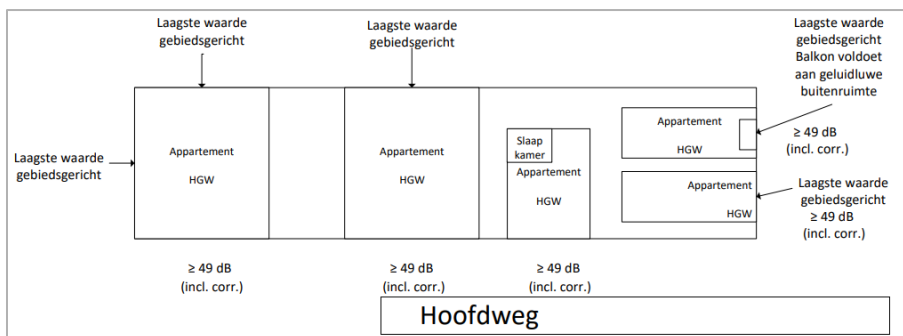 Laagste waarde
gebiedsgericht
Laagste waarde
gebiedsgericht
Laagste waarde
gebiedsgericht
Balkon voldoet
aan geluidluwe
buitenruimte
Laagste waarde
gebiedsgericht
Appartement
HGW
Appartement
HGW
Slaap
kamer
Appartement
HGW
Appartement
HGW
≥ 49 dB
(incl. corr.)
Appartement
HGW
Laagste waarde
gebiedsgericht
≥ 49 dB
(incl. corr.)
≥ 49 dB
(incl. corr.)
≥ 49 dB
(incl. corr.)
≥ 49 dB
(incl. corr.)
Hoofdweg